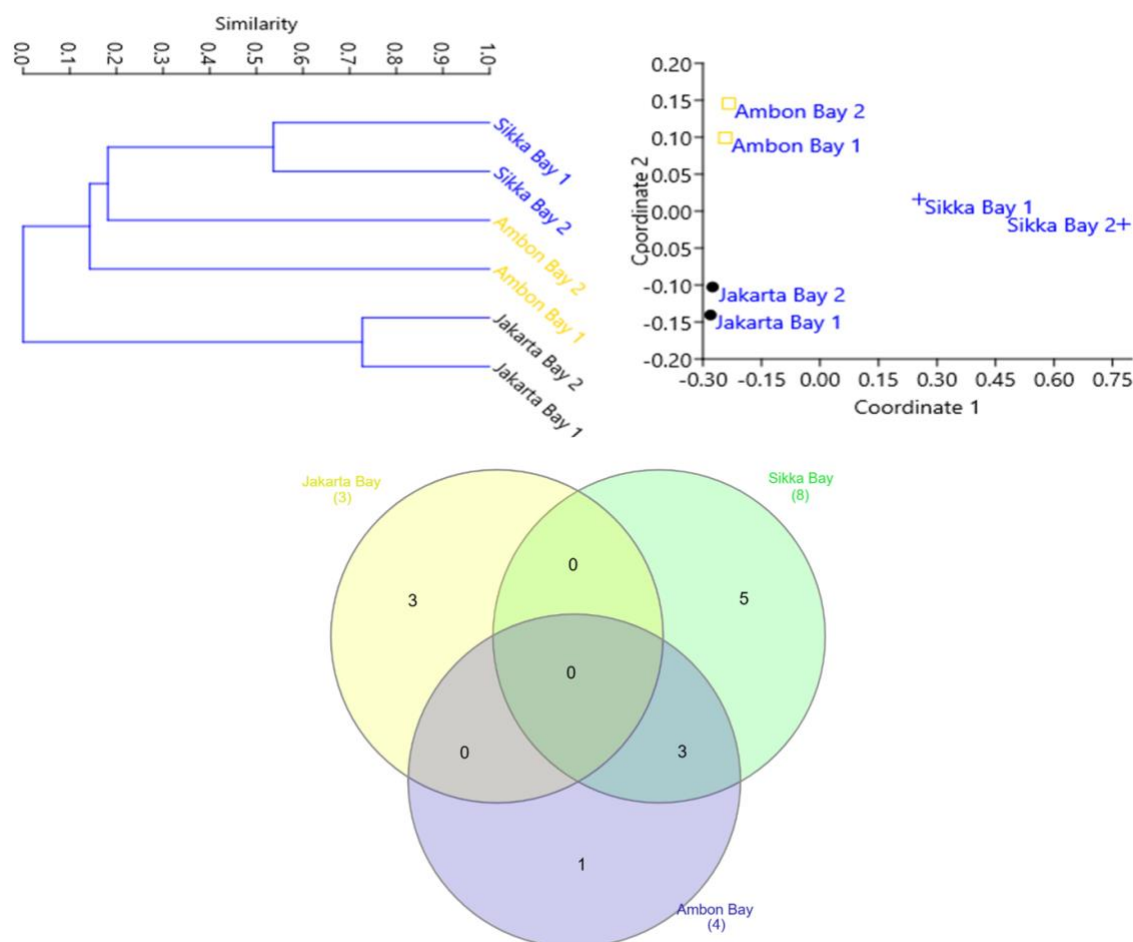 Similarity
0.0 0.1 0.2 0.3 0.4 0.5 0.6 0.7 0.8 0.9 1.0
Sikka Bay 1
Sikka Bay 2
Ambon Bay 2
Ambon Bay 1
Jakarta Bay 2
Jakarta Bay 1
Coordinate 2
0.20
0.15
0.10
0.05
0.00
-0.05
-0.10
-0.15
-0.20
Ambon Bay 2
Ambon Bay 1
Sikka Bay 1
Sikka Bay 2
Jakarta Bay 2
Jakarta Bay 1
-0.30 -0.15 0.00 0.15 0.30 0.45 0.60 0.75
Coordinate 1
Jakarta Bay
(3)
Sikka Bay
(8)
0
3
5
0
0
3
1
Ambon Bay
(4)